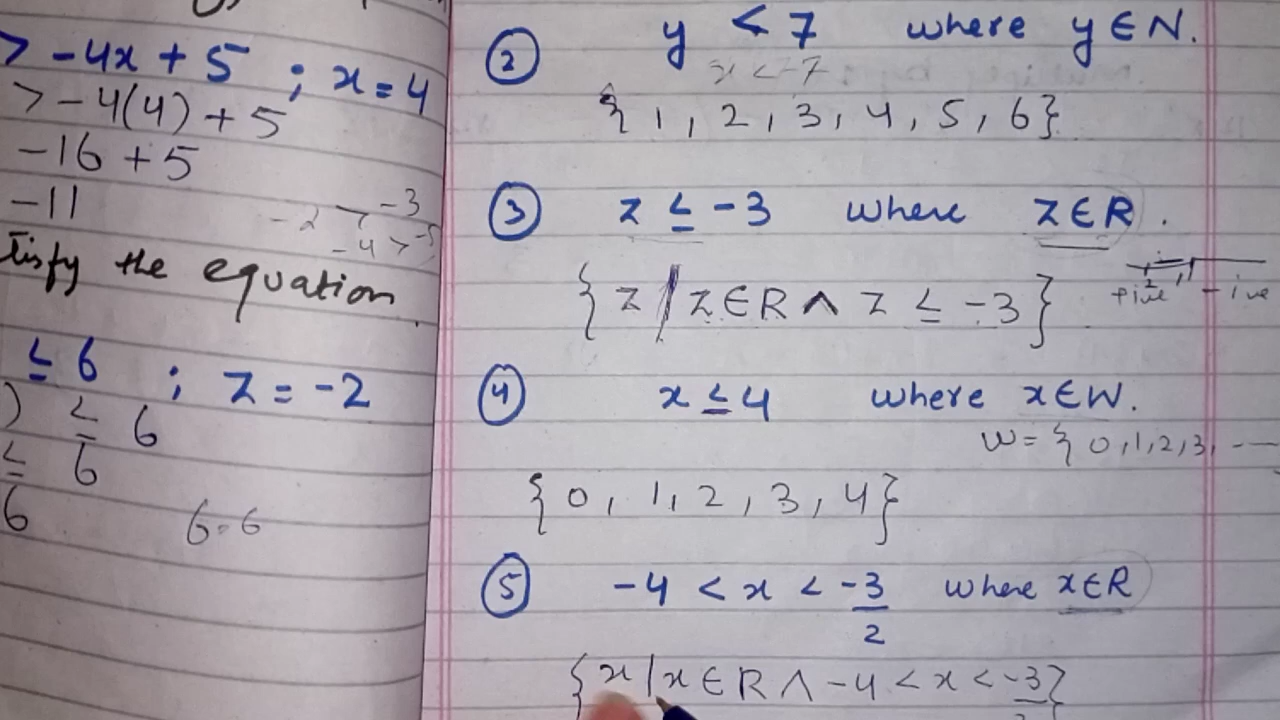 > -4x + 5 ; x = 4
> -4(4) + 5
-16 + 5
-11
-2 > -3
-4 > -5
tisfy the equation.
≤ 6 ; z = -2
) ≤ 6
≤ 6
6
6 = 6
② y < 7 where y ∈ N.
x < -7
{ 1, 2, 3, 4, 5, 6}
③ z ≤ -3 where z ∈ R.
{ z / z ∈ R ∧ z ≤ -3 }
+ive -ive
④ x ≤ 4 where x ∈ W.
W = { 0, 1, 2, 3, ---
{ 0, 1, 2, 3, 4}
⑤ -4 < x < -3/2 where x ∈ R
{ x | x ∈ R ∧ -4 < x < -3/2 }